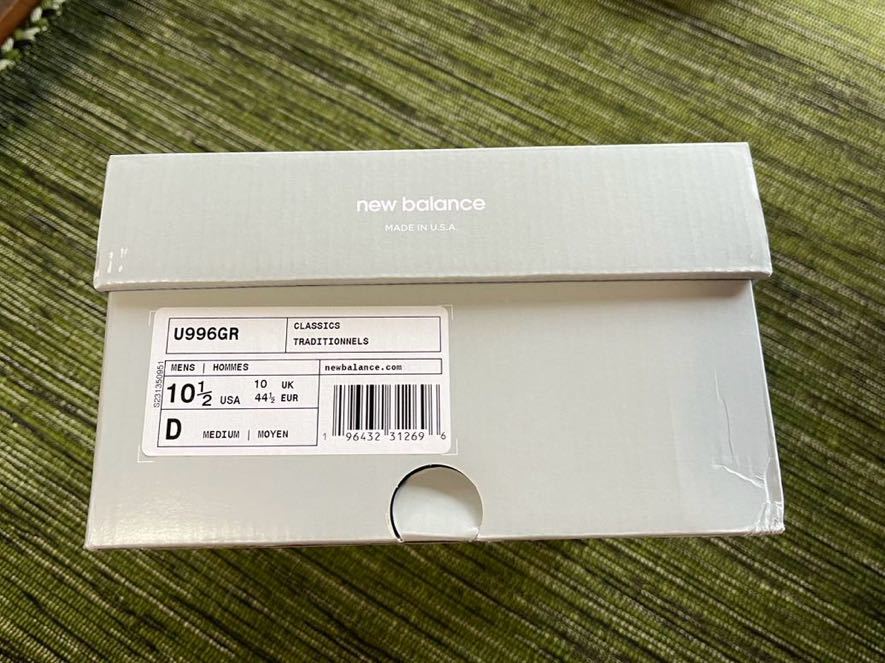 new balance
MADE IN U.S.A.
U996GR
CLASSICS
TRADITIONNELS
MENS | HOMMES
newbalance.com
10½ USA
10 UK
44½ EUR
D MEDIUM | MOYEN
1 96432 31269 6
S231350951